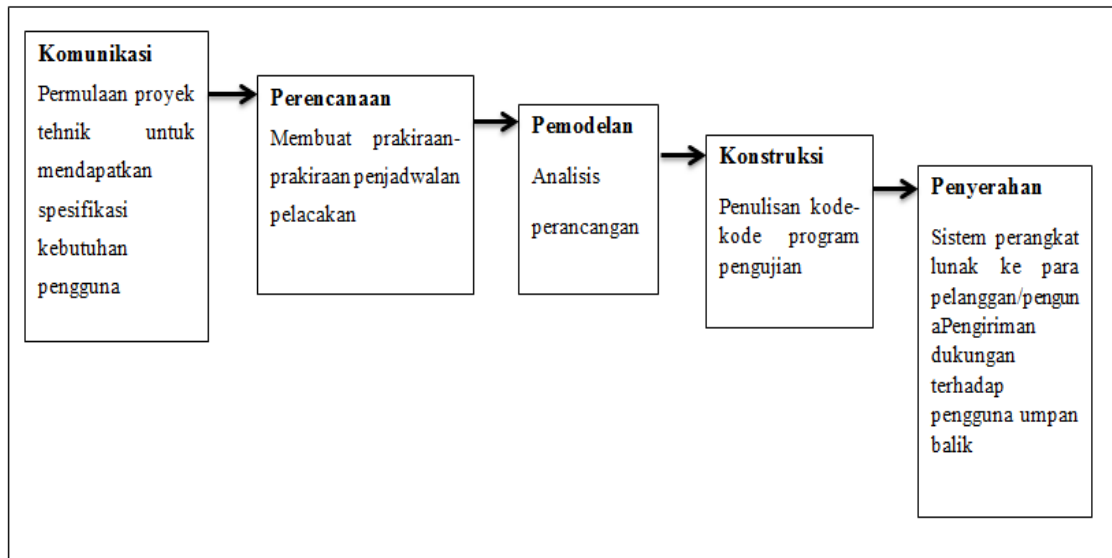 Komunikasi
Permulaan proyek
tehnik untuk
mendapatkan
spesifikasi
kebutuhan
pengguna
Perencanaan
Membuat prakiraan-
prakiraan penjadwalan
pelacakan
Pemodelan
Analisis
perancangan
Konstruksi
Penulisan kode-
kode program
pengujian
Penyerahan
Sistem perangkat
lunak ke para
pelanggan/pengun
aPengiriman
dukungan
terhadap
pengguna umpan
balik